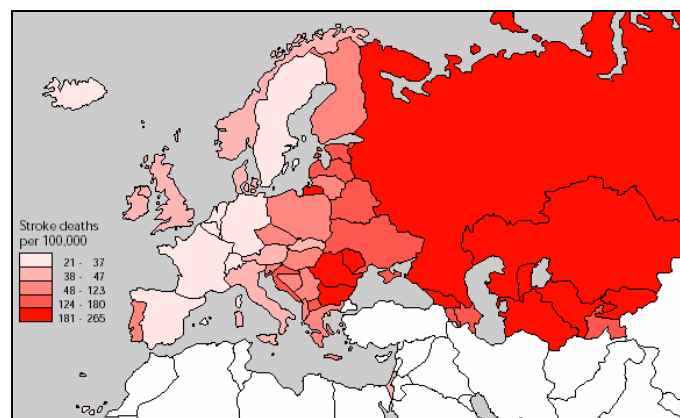 Stroke deaths
per 100,000
21 - 37
38 - 47
48 - 123
124 - 180
181 - 265